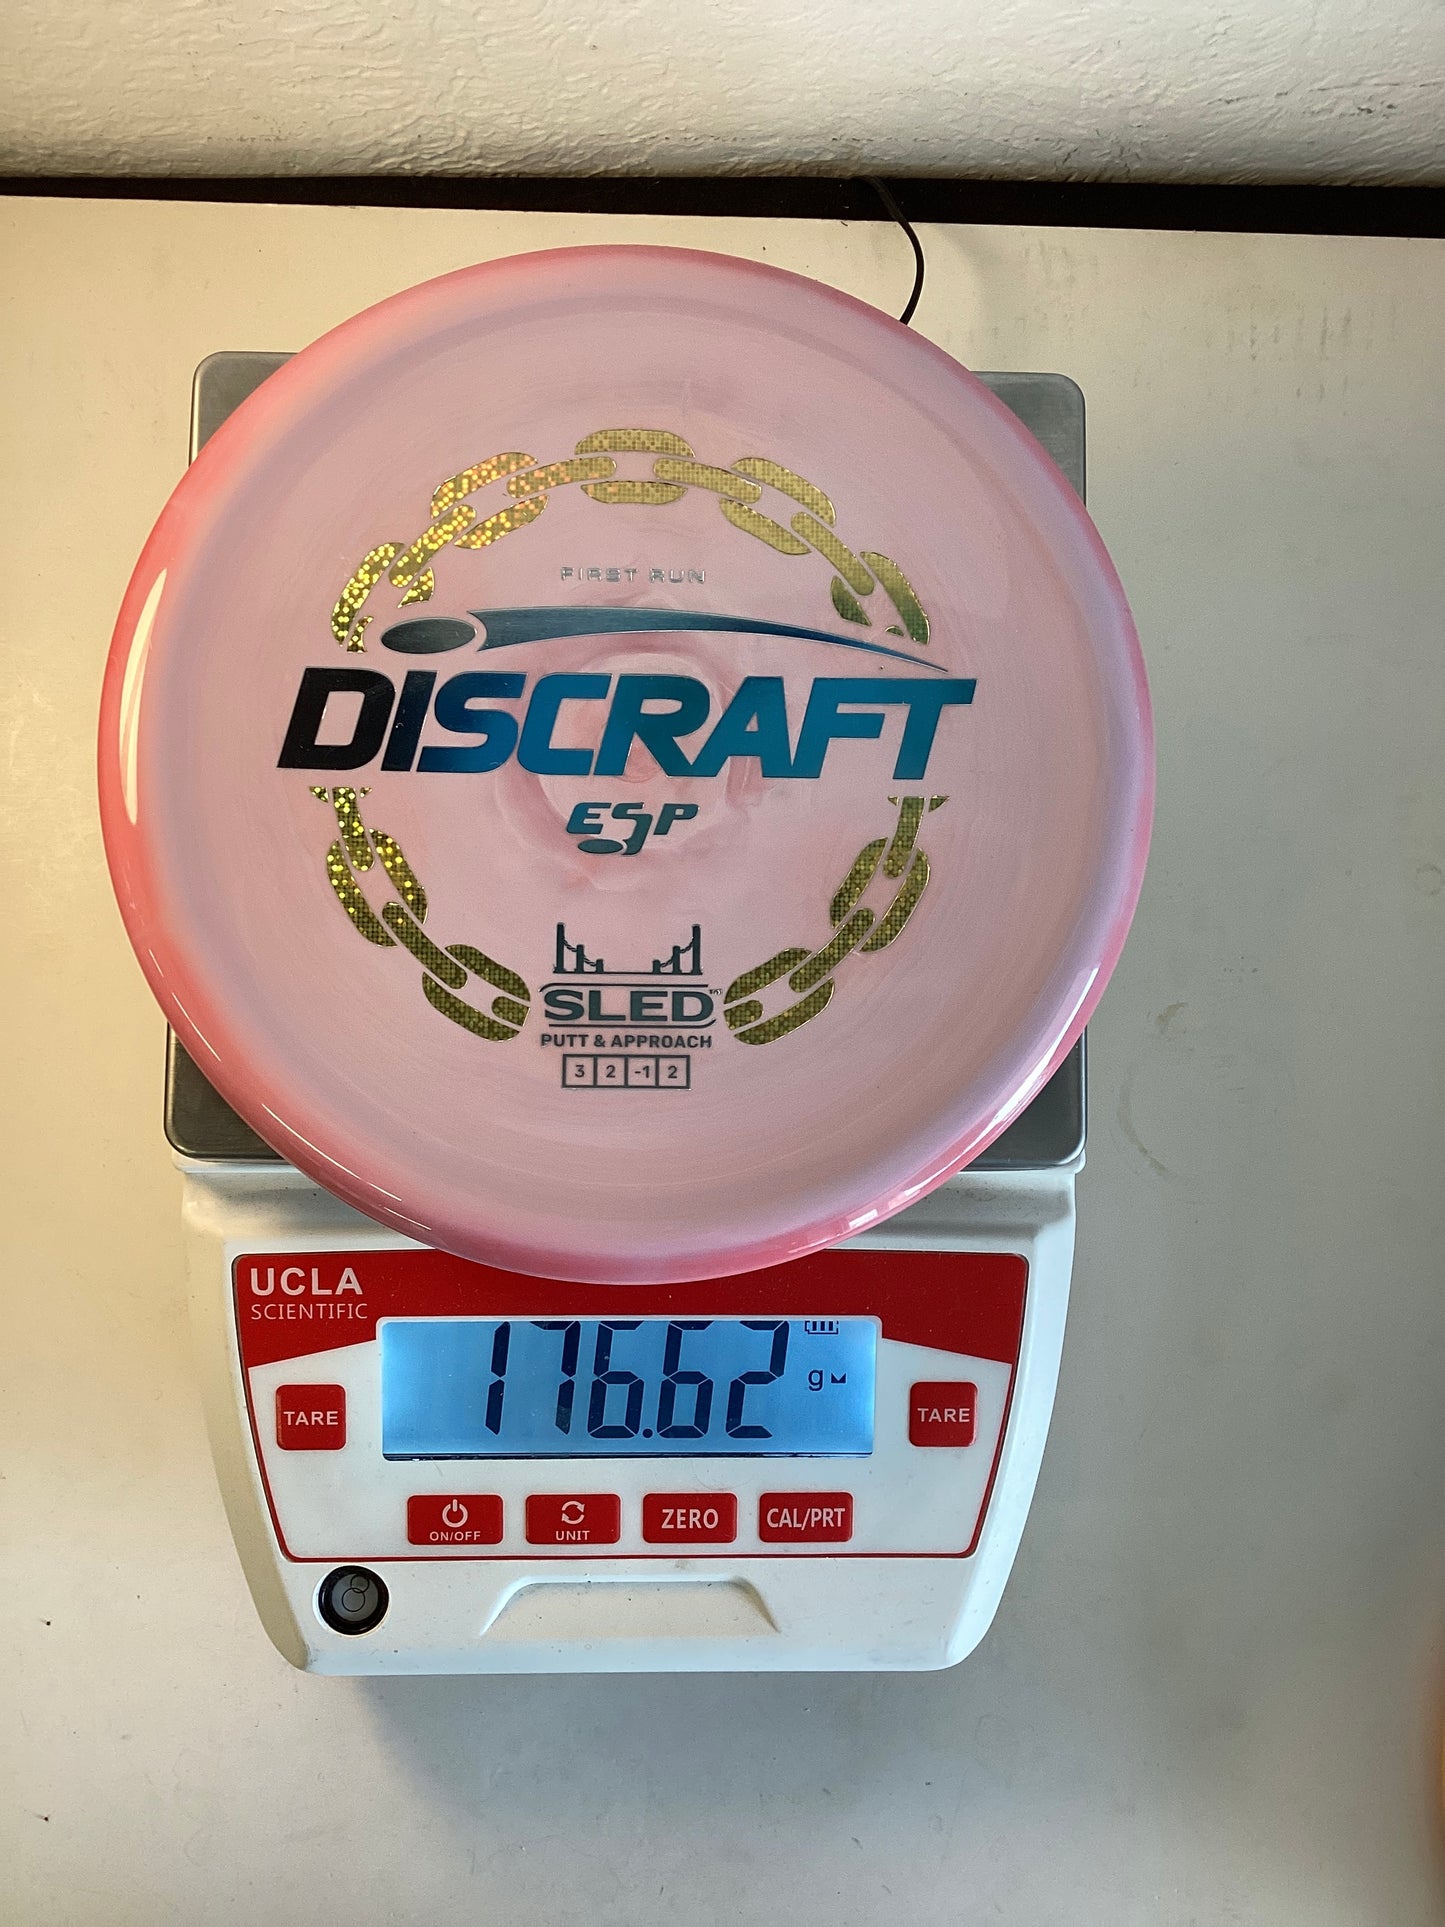 FIRST RUN
DISCRAFT
ESP
SLED™
PUTT & APPROACH
3 2 -1 2
UCLA
SCIENTIFIC
176.62 g
TARE
TARE
ON/OFF
UNIT
ZERO
CAL/PRT